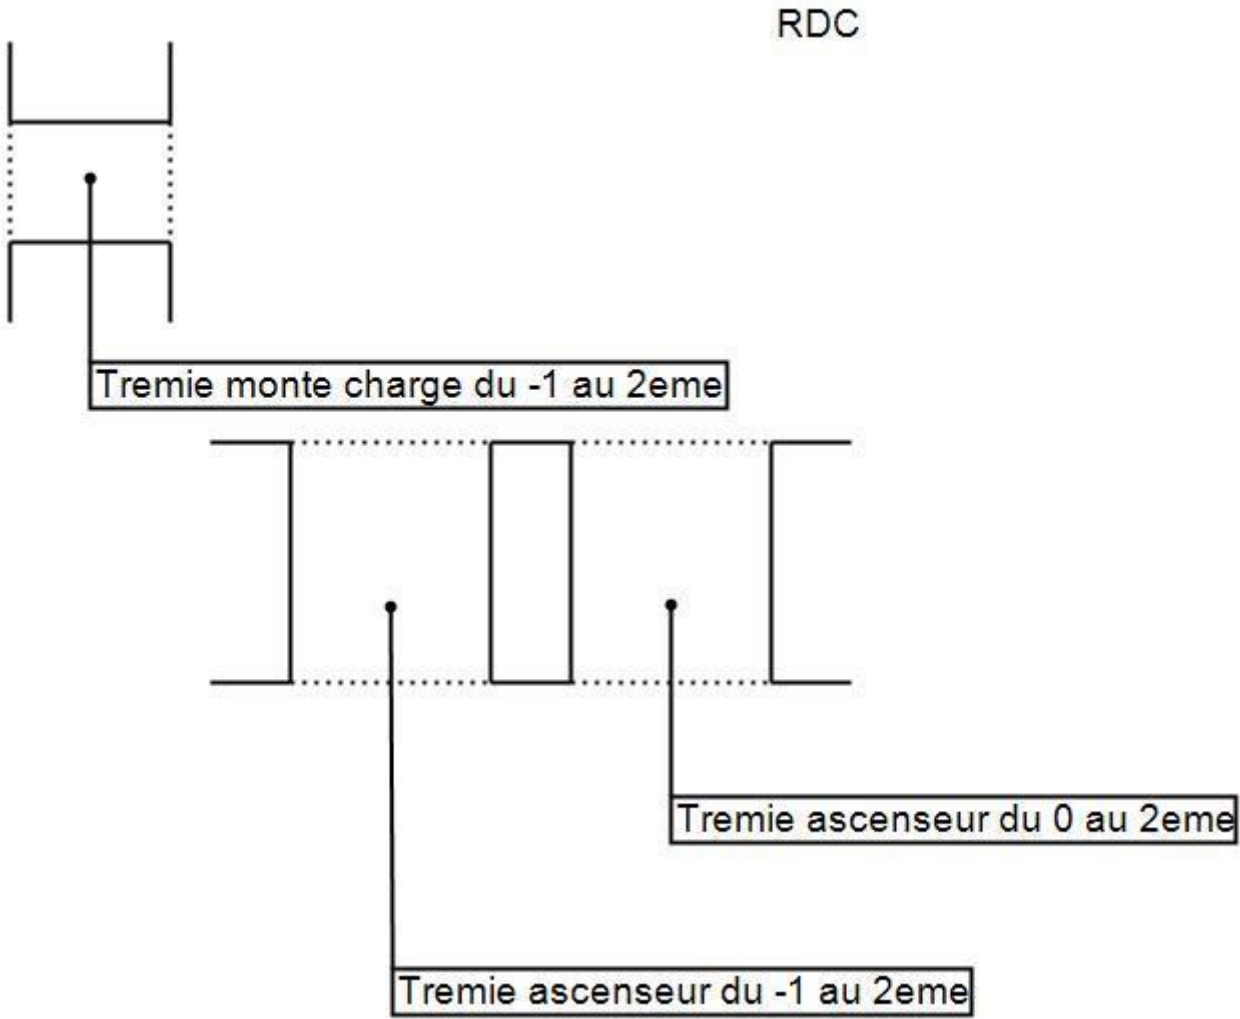 RDC
Tremie monte charge du -1 au 2eme
Tremie ascenseur du 0 au 2eme
Tremie ascenseur du -1 au 2eme